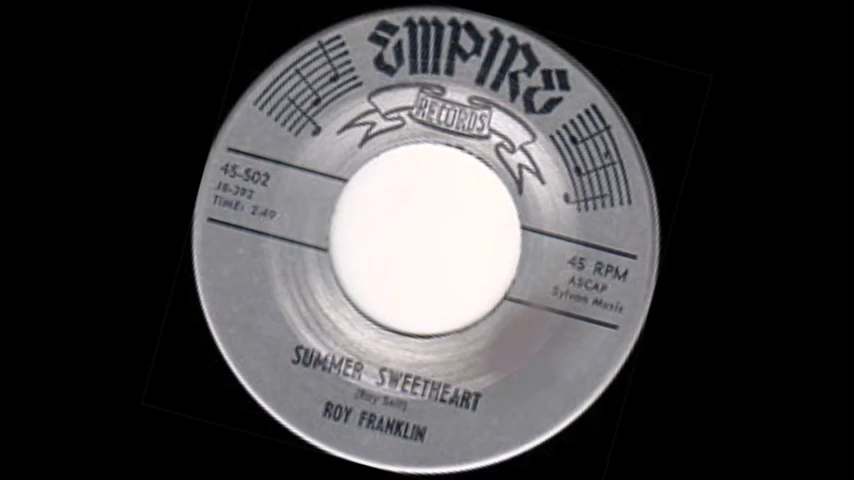 EMPIRE
RECORDS
45-502
TIME: 2:49
45 RPM
ASCAP
Sylvan Music
SUMMER SWEETHEART
ROY FRANKLIN